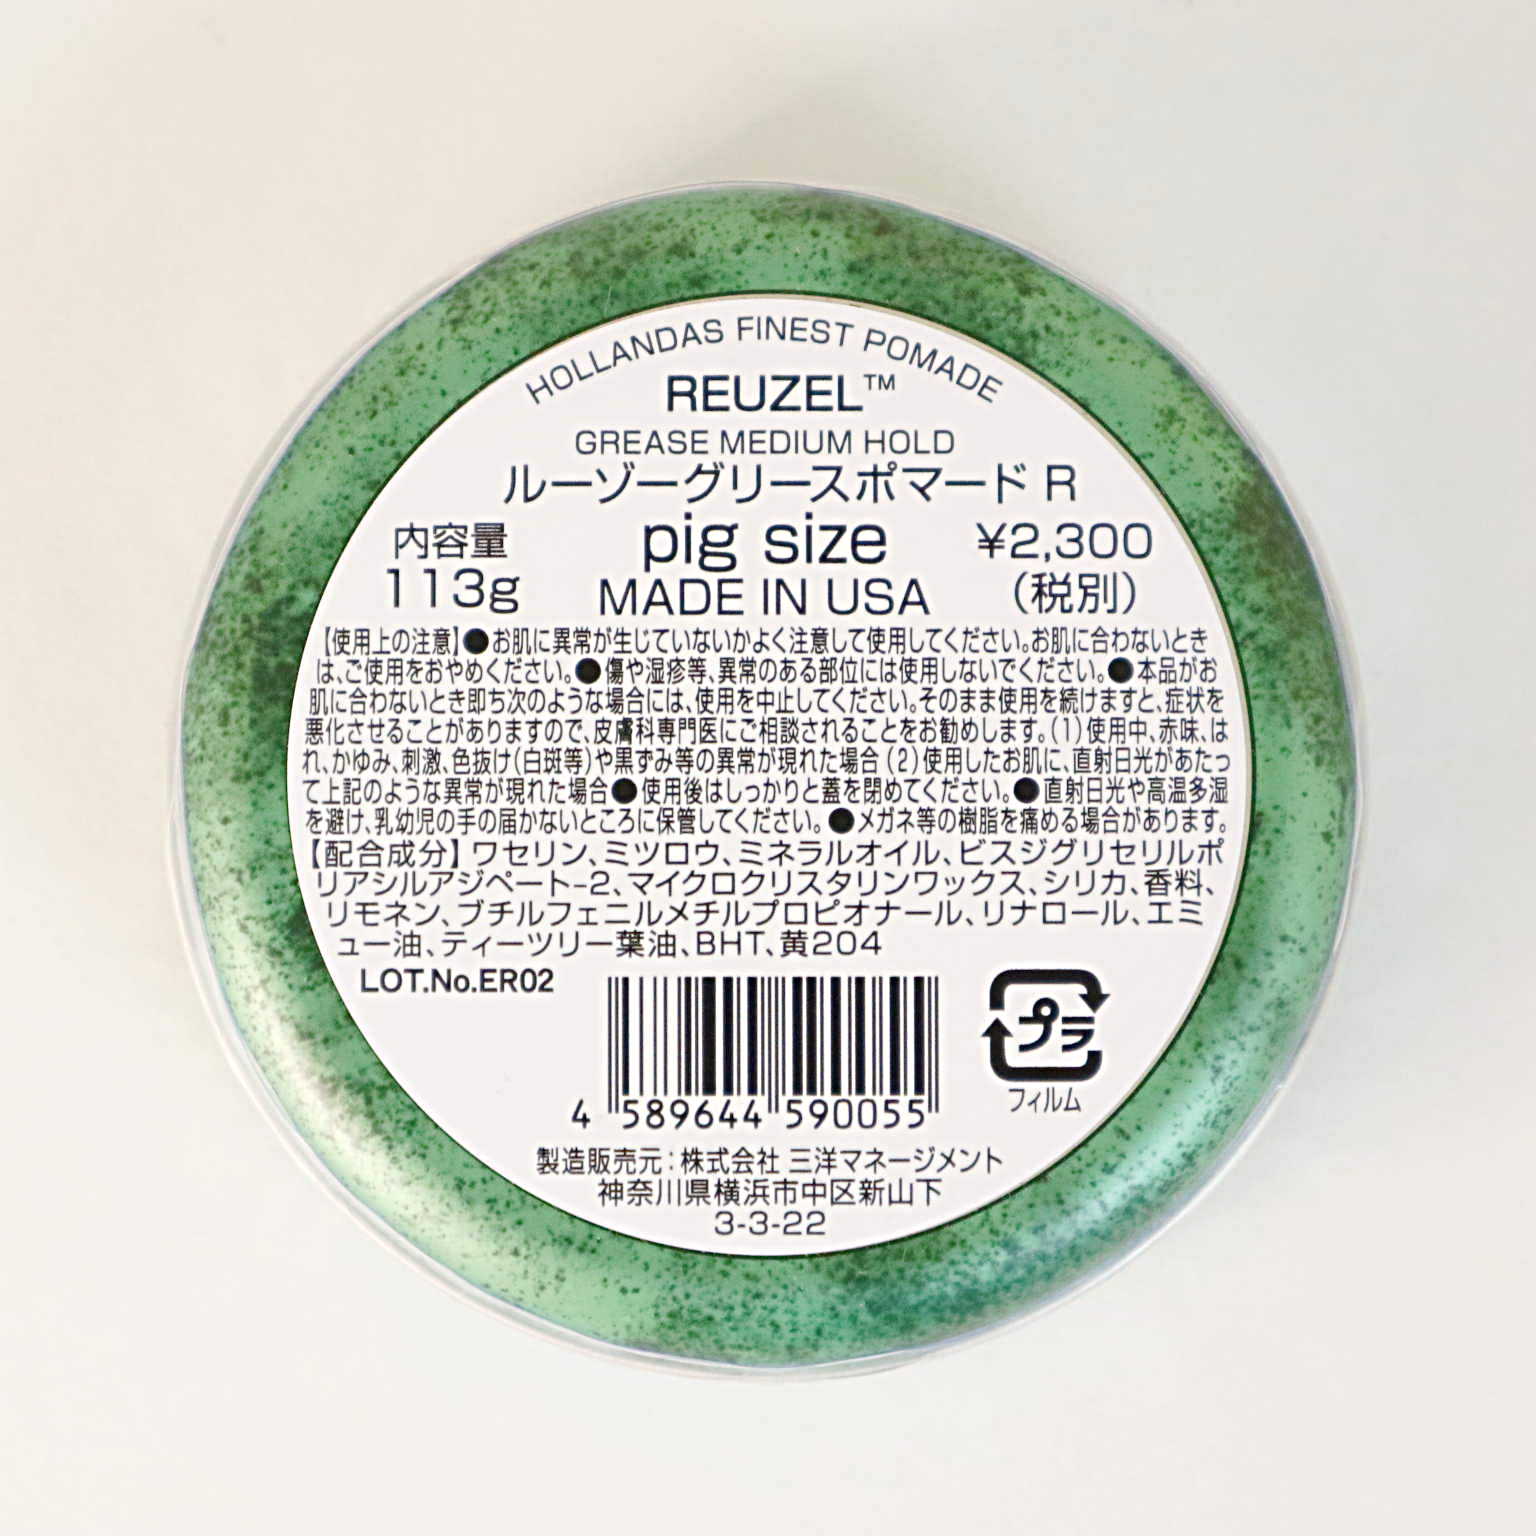 HOLLANDAS FINEST POMADE
REUZEL™
GREASE MEDIUM HOLD
ルーゾーグリースポマード R
内容量 pig size ¥2,300
113g MADE IN USA (税別)
【使用上の注意】●お肌に異常が生じていないかよく注意して使用してください。お肌に合わないとき
は、ご使用をおやめください。●傷や湿疹等、異常のある部位には使用しないでください。●本品がお
肌に合わないとき即ち次のような場合には、使用を中止してください。そのまま使用を続けますと、症状を
悪化させることがありますので、皮膚科専門医にご相談されることをお勧めします。(1)使用中、赤味、は
れ、かゆみ、刺激、色抜け(白斑等)や黒ずみ等の異常が現れた場合(2)使用したお肌に、直射日光があたっ
て上記のような異常が現れた場合●使用後はしっかりと蓋を閉めてください。●直射日光や高温多湿
を避け、乳幼児の手の届かないところに保管してください。●メガネ等の樹脂を痛める場合があります。
【配合成分】ワセリン、ミツロウ、ミネラルオイル、ビスジグリセリルポ
リアシルアジペート-2、マイクロクリスタリンワックス、シリカ、香料、
リモネン、ブチルフェニルメチルプロピオナール、リナロール、エミ
ュー油、ティーツリー葉油、BHT、黄204
LOT.No.ER02
プラ
フィルム
4 589644 590055
製造販売元：株式会社 三洋マネージメント
神奈川県横浜市中区新山下
3-3-22